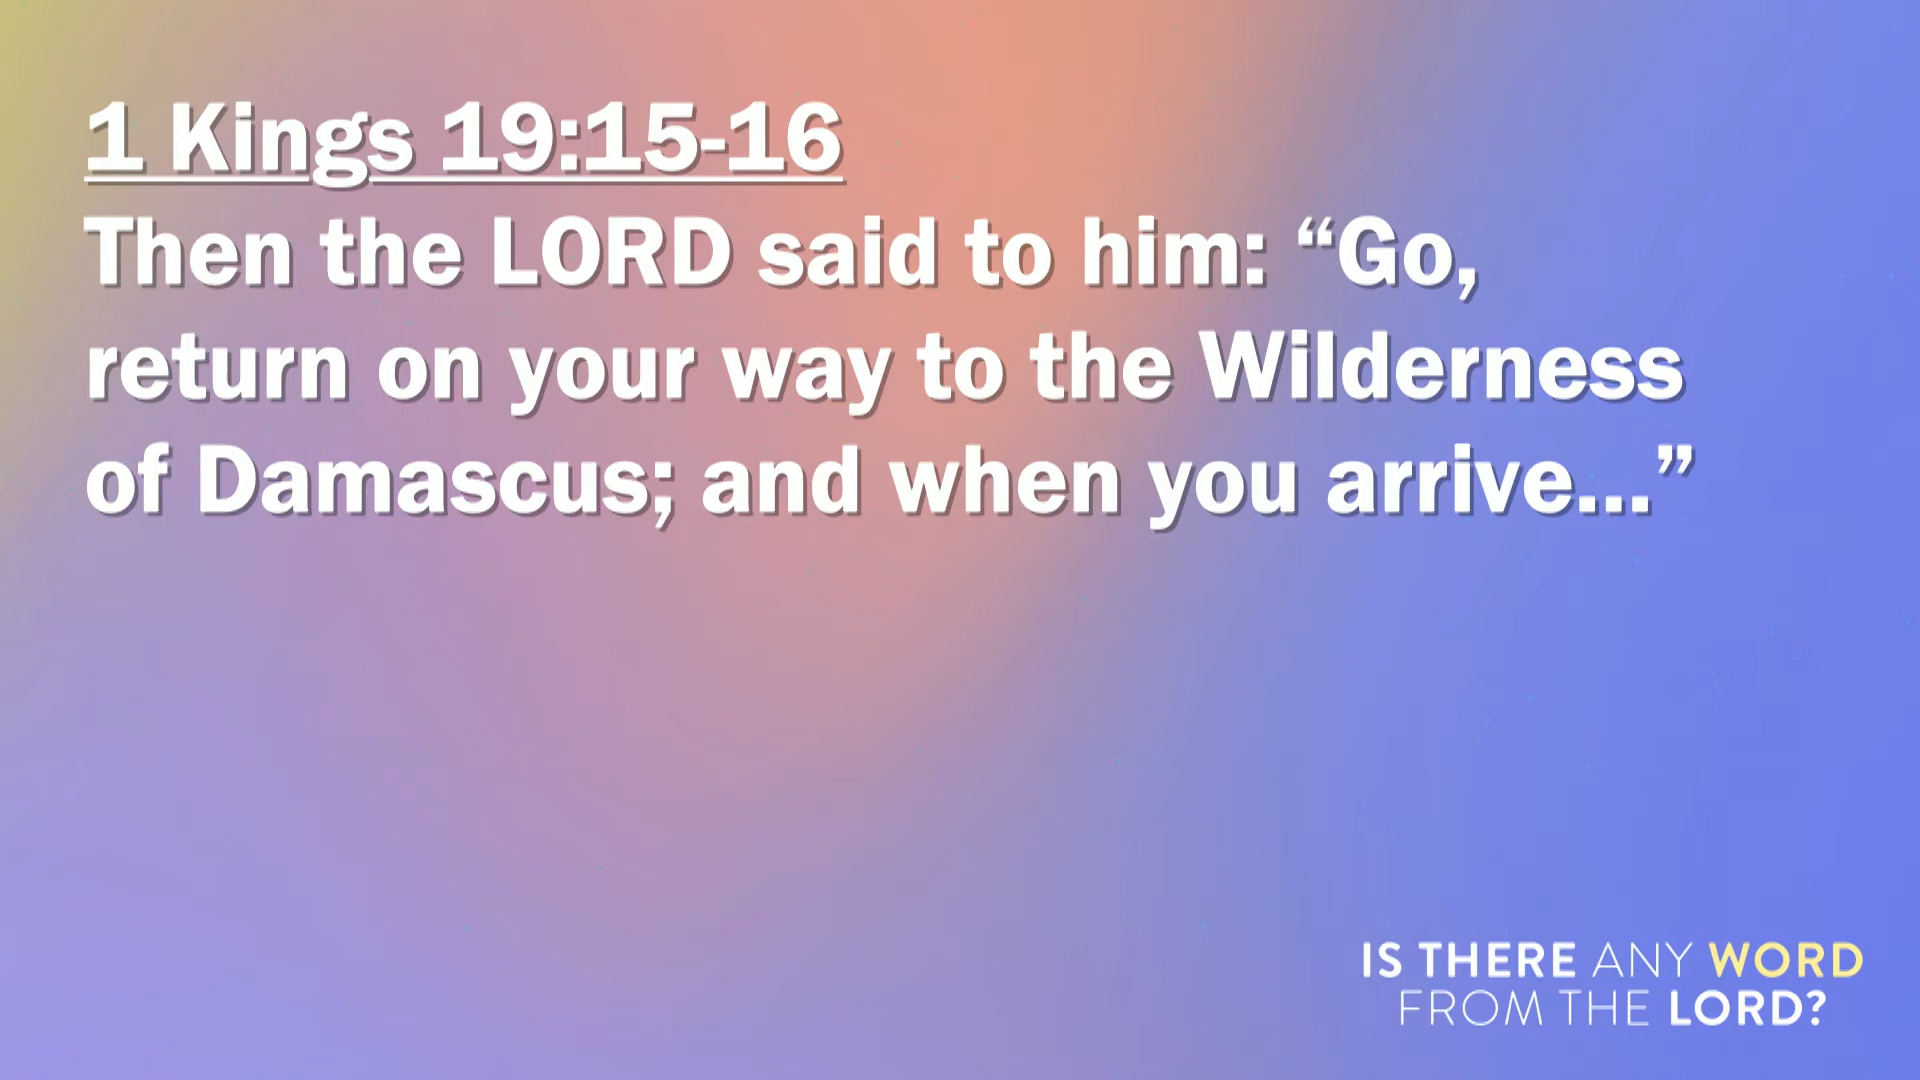 1 Kings 19:15-16
Then the LORD said to him: “Go,
return on your way to the Wilderness
of Damascus; and when you arrive...”
IS THERE ANY WORD
FROM THE LORD?